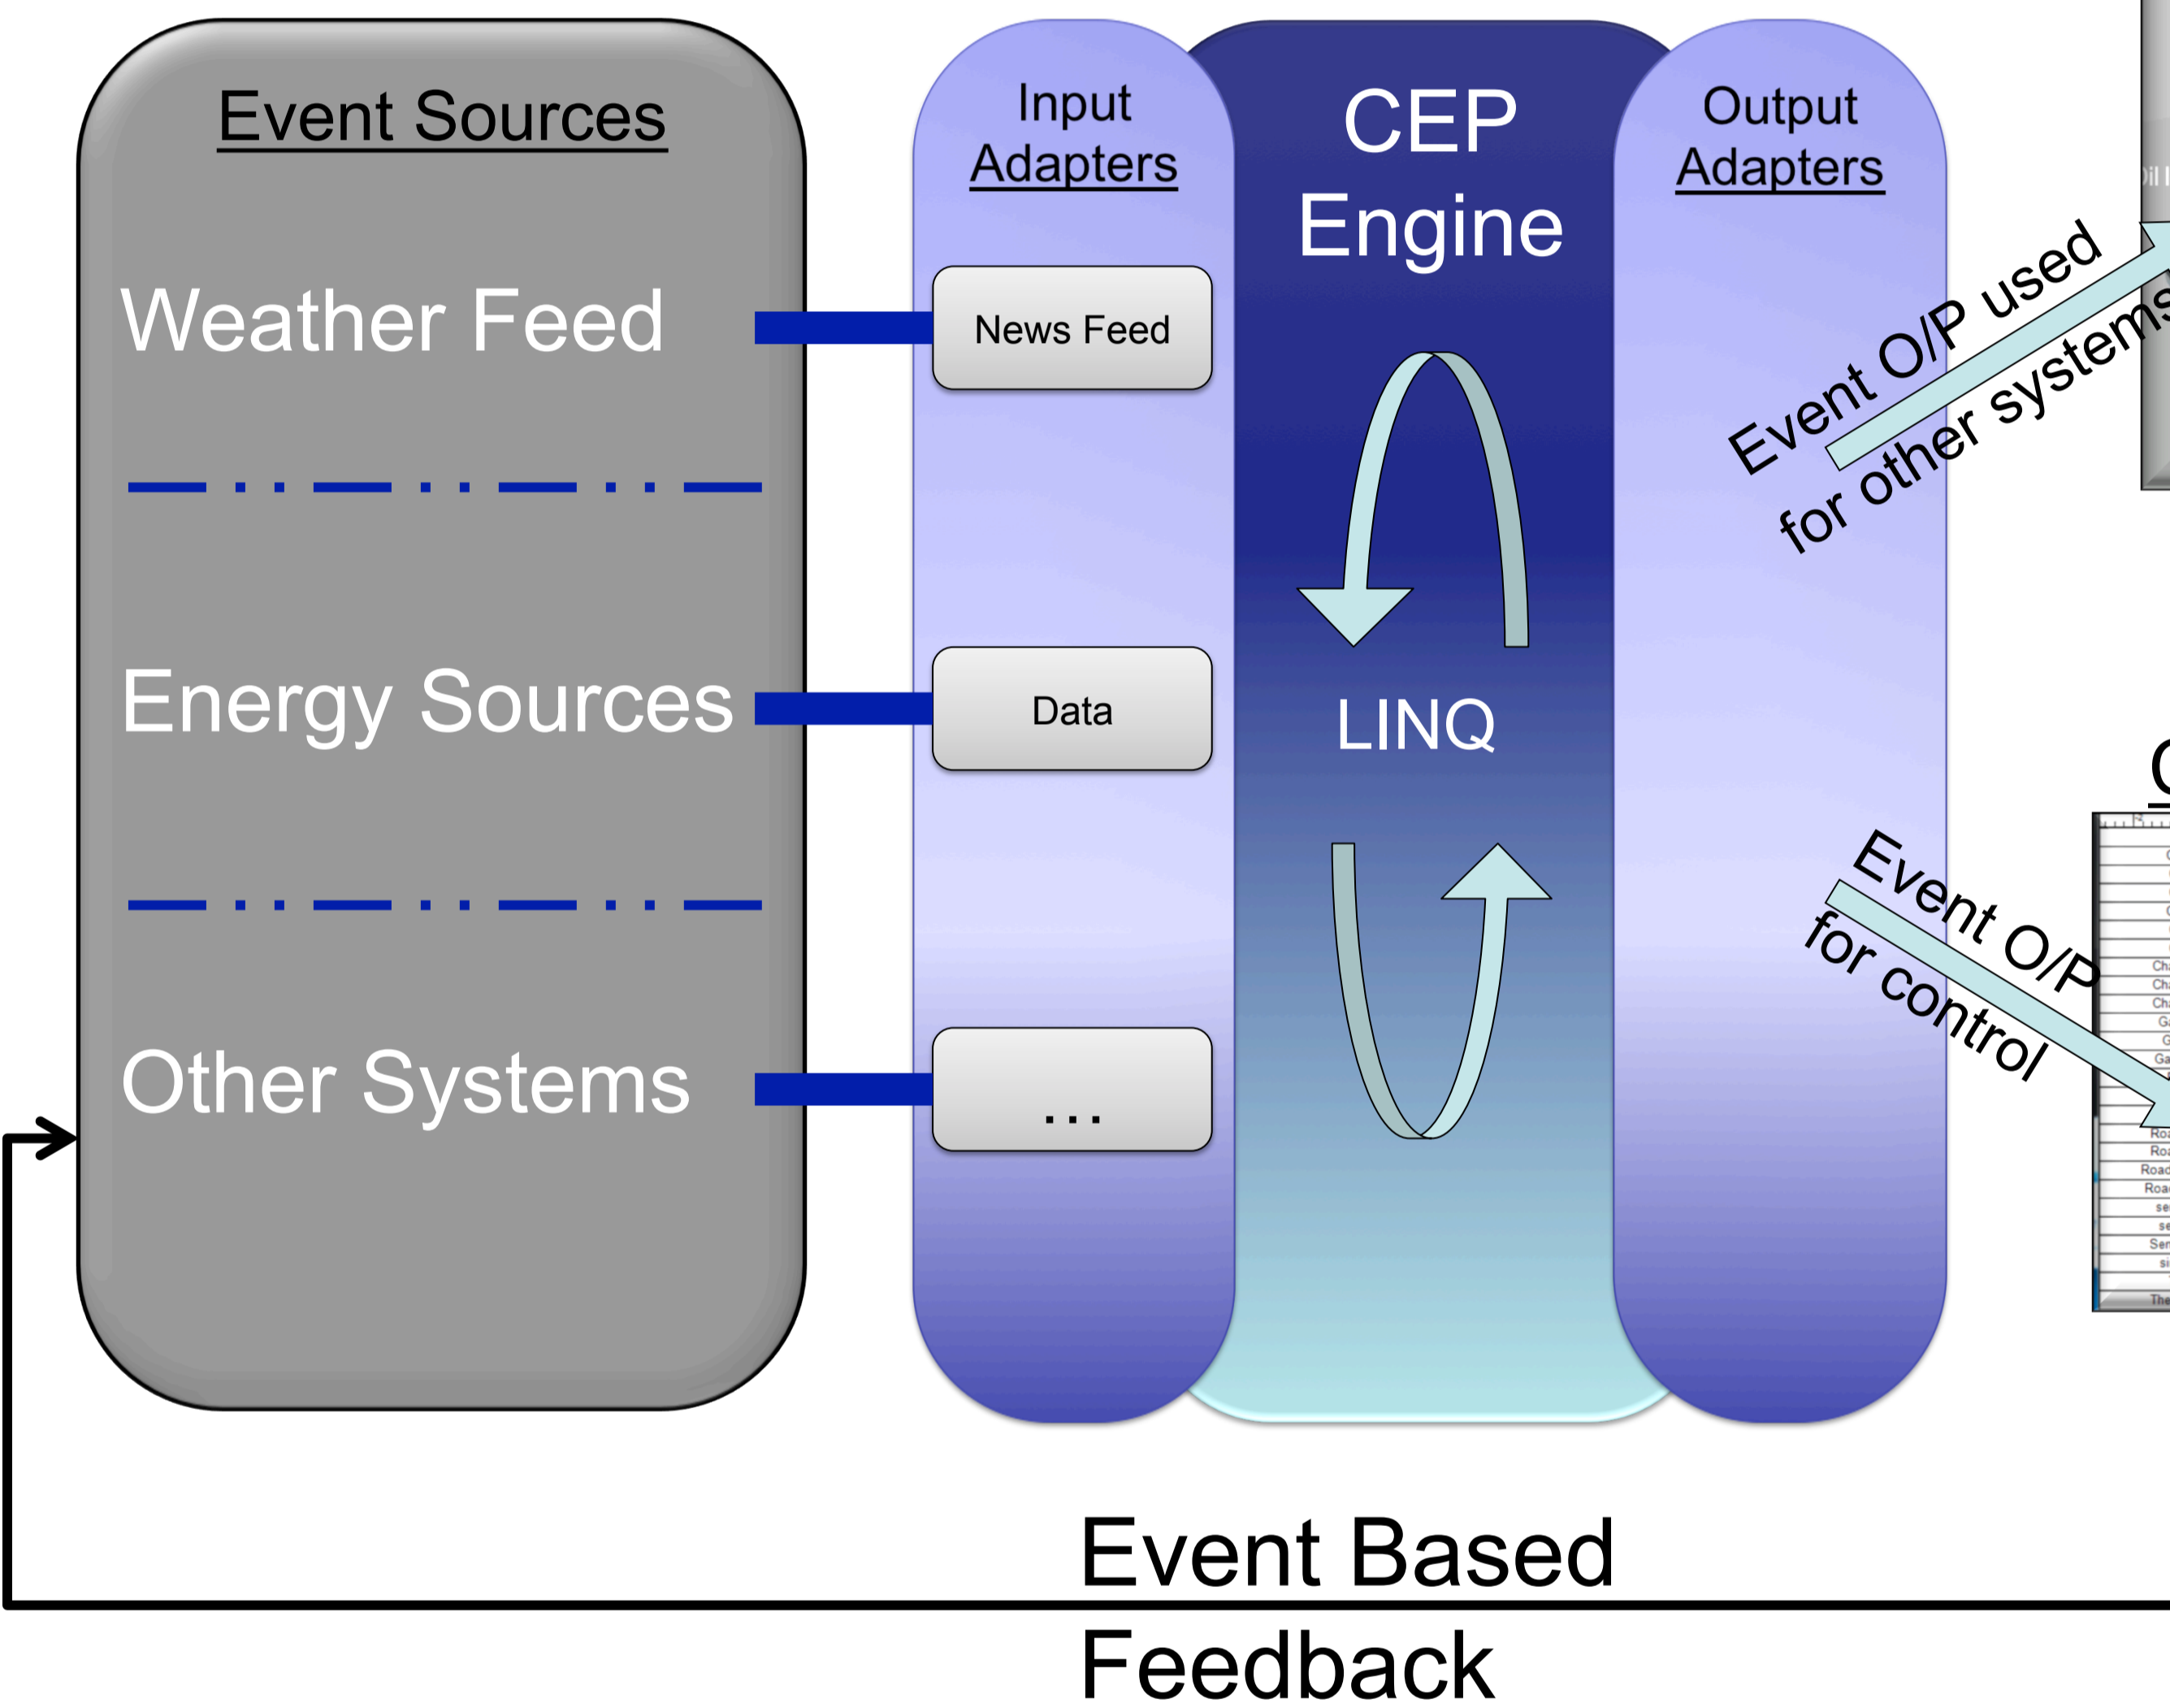 Event Sources
Weather Feed
Energy Sources
Other Systems
Input
Adapters
News Feed
Data
...
CEP
Engine
LINQ
Output
Adapters
Event O/P used
for other systems
Event O/P
for control
Event Based
Feedback